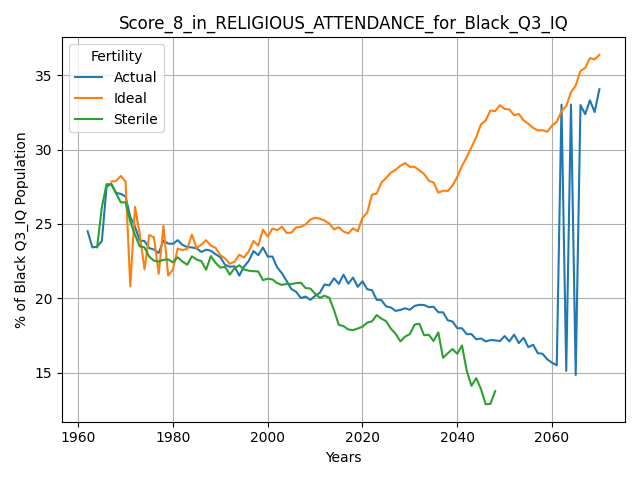 Score_8_in_RELIGIOUS_ATTENDANCE_for_Black_Q3_IQ
Fertility
Actual
Ideal
Sterile
% of Black Q3_IQ Population
35
30
25
20
15
1960
1980
2000
2020
2040
2060
Years